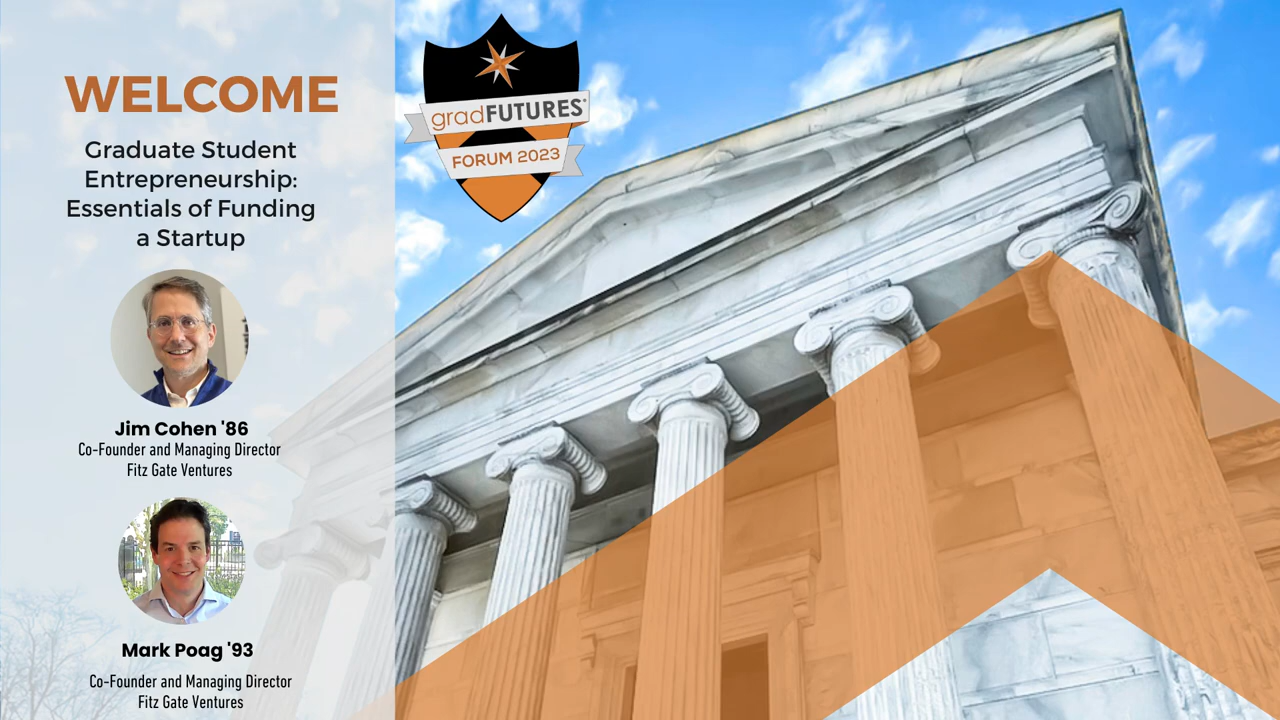 WELCOME
Graduate Student
Entrepreneurship:
Essentials of Funding
a Startup
Jim Cohen '86
Co-Founder and Managing Director
Fitz Gate Ventures
Mark Poag '93
Co-Founder and Managing Director
Fitz Gate Ventures
gradFUTURES®
FORUM 2023